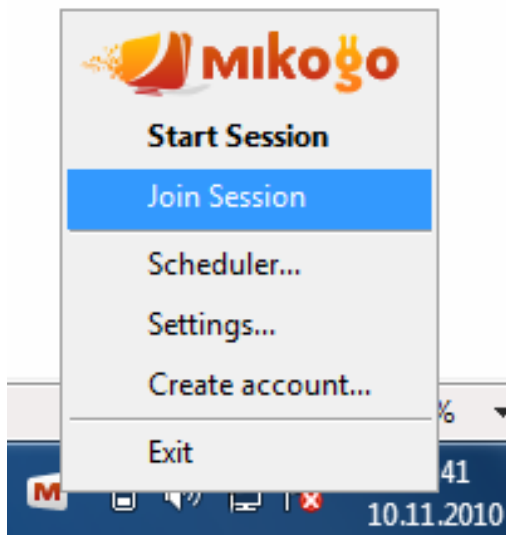 Mikogo
Start Session
Join Session
Scheduler...
Settings...
Create account...
%
Exit
M
41
10.11.2010